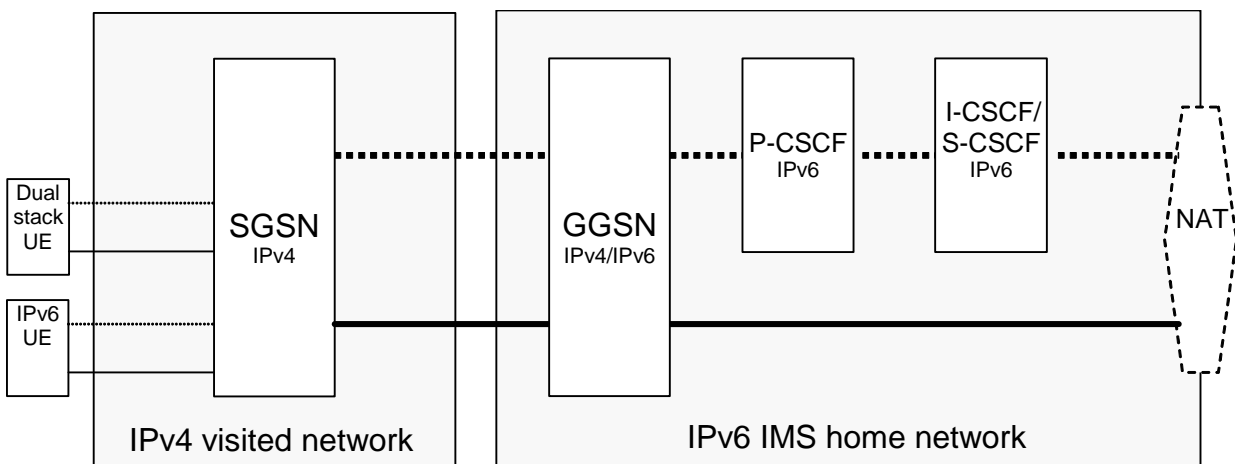 Dual
stack
UE
IPv6
UE
SGSN
IPv4
IPv4 visited network
GGSN
IPv4/IPv6
P-CSCF
IPv6
I-CSCF/
S-CSCF
IPv6
NAT
IPv6 IMS home network